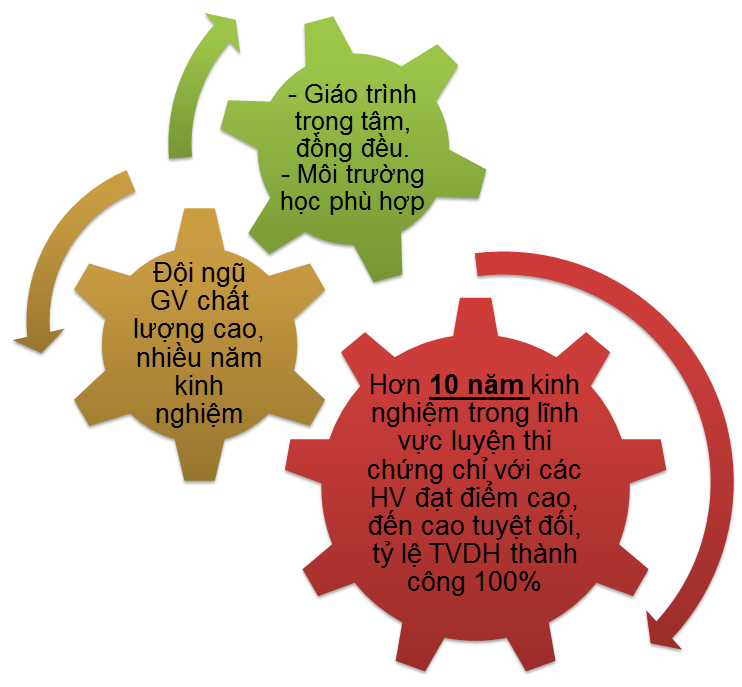 - Giáo trình
trọng tâm,
đồng đều.
- Môi trường
học phù hợp
Đội ngũ
GV chất
lượng cao,
nhiều năm
kinh
nghiệm
Hơn 10 năm kinh
nghiệm trong lĩnh
vực luyện thi
chứng chỉ với các
HV đạt điểm cao,
đến cao tuyệt đối,
tỷ lệ TVDH thành
công 100%